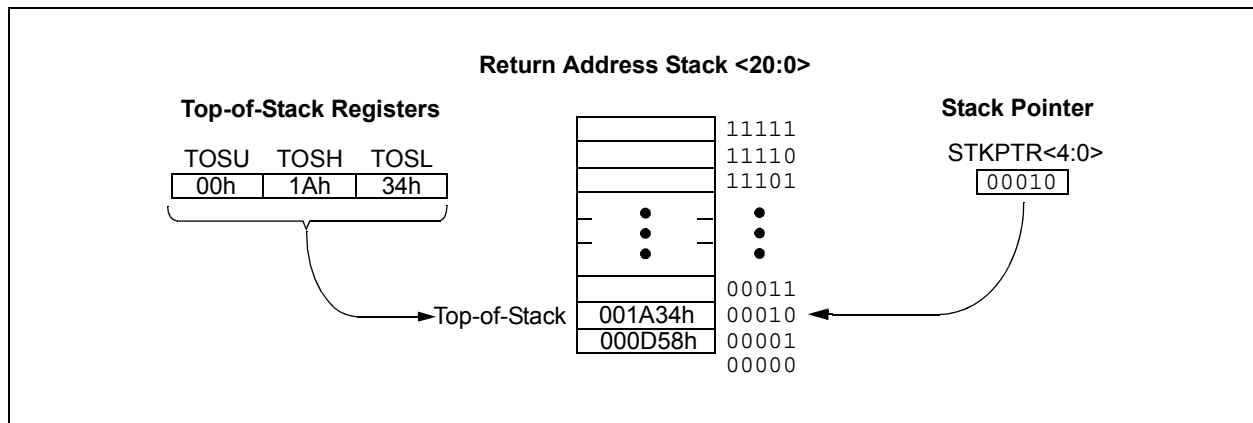 Return Address Stack <20:0>
Top-of-Stack Registers
TOSU TOSH TOSL
00h 1Ah 34h
Stack Pointer
STKPTR<4:0>
00010
11111
11110
11101
00011
Top-of-Stack 001A34h 00010
000D58h 00001
00000